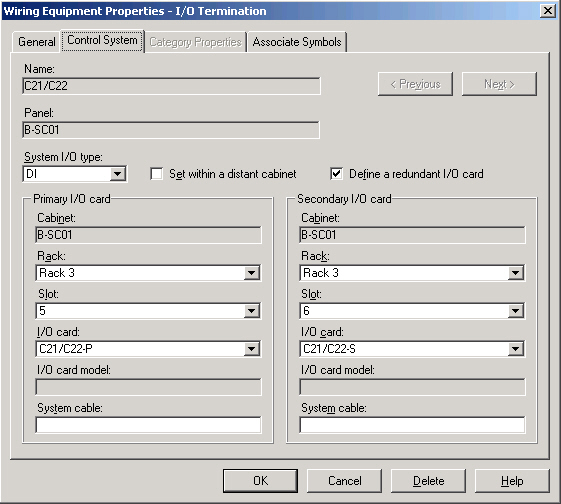 Wiring Equipment Properties - I/O Termination
General Control System Category Properties Associate Symbols
Name:
C21/C22
< Previous Next >
Panel:
B-SC01
System I/O type:
DI Set within a distant cabinet Define a redundant I/O card
Primary I/O card
Cabinet:
B-SC01
Rack:
Rack 3
Slot:
5
I/O card:
C21/C22-P
I/O card model:
System cable:
Secondary I/O card
Cabinet:
B-SC01
Rack:
Rack 3
Slot:
6
I/O card:
C21/C22-S
I/O card model:
System cable:
OK Cancel Delete Help